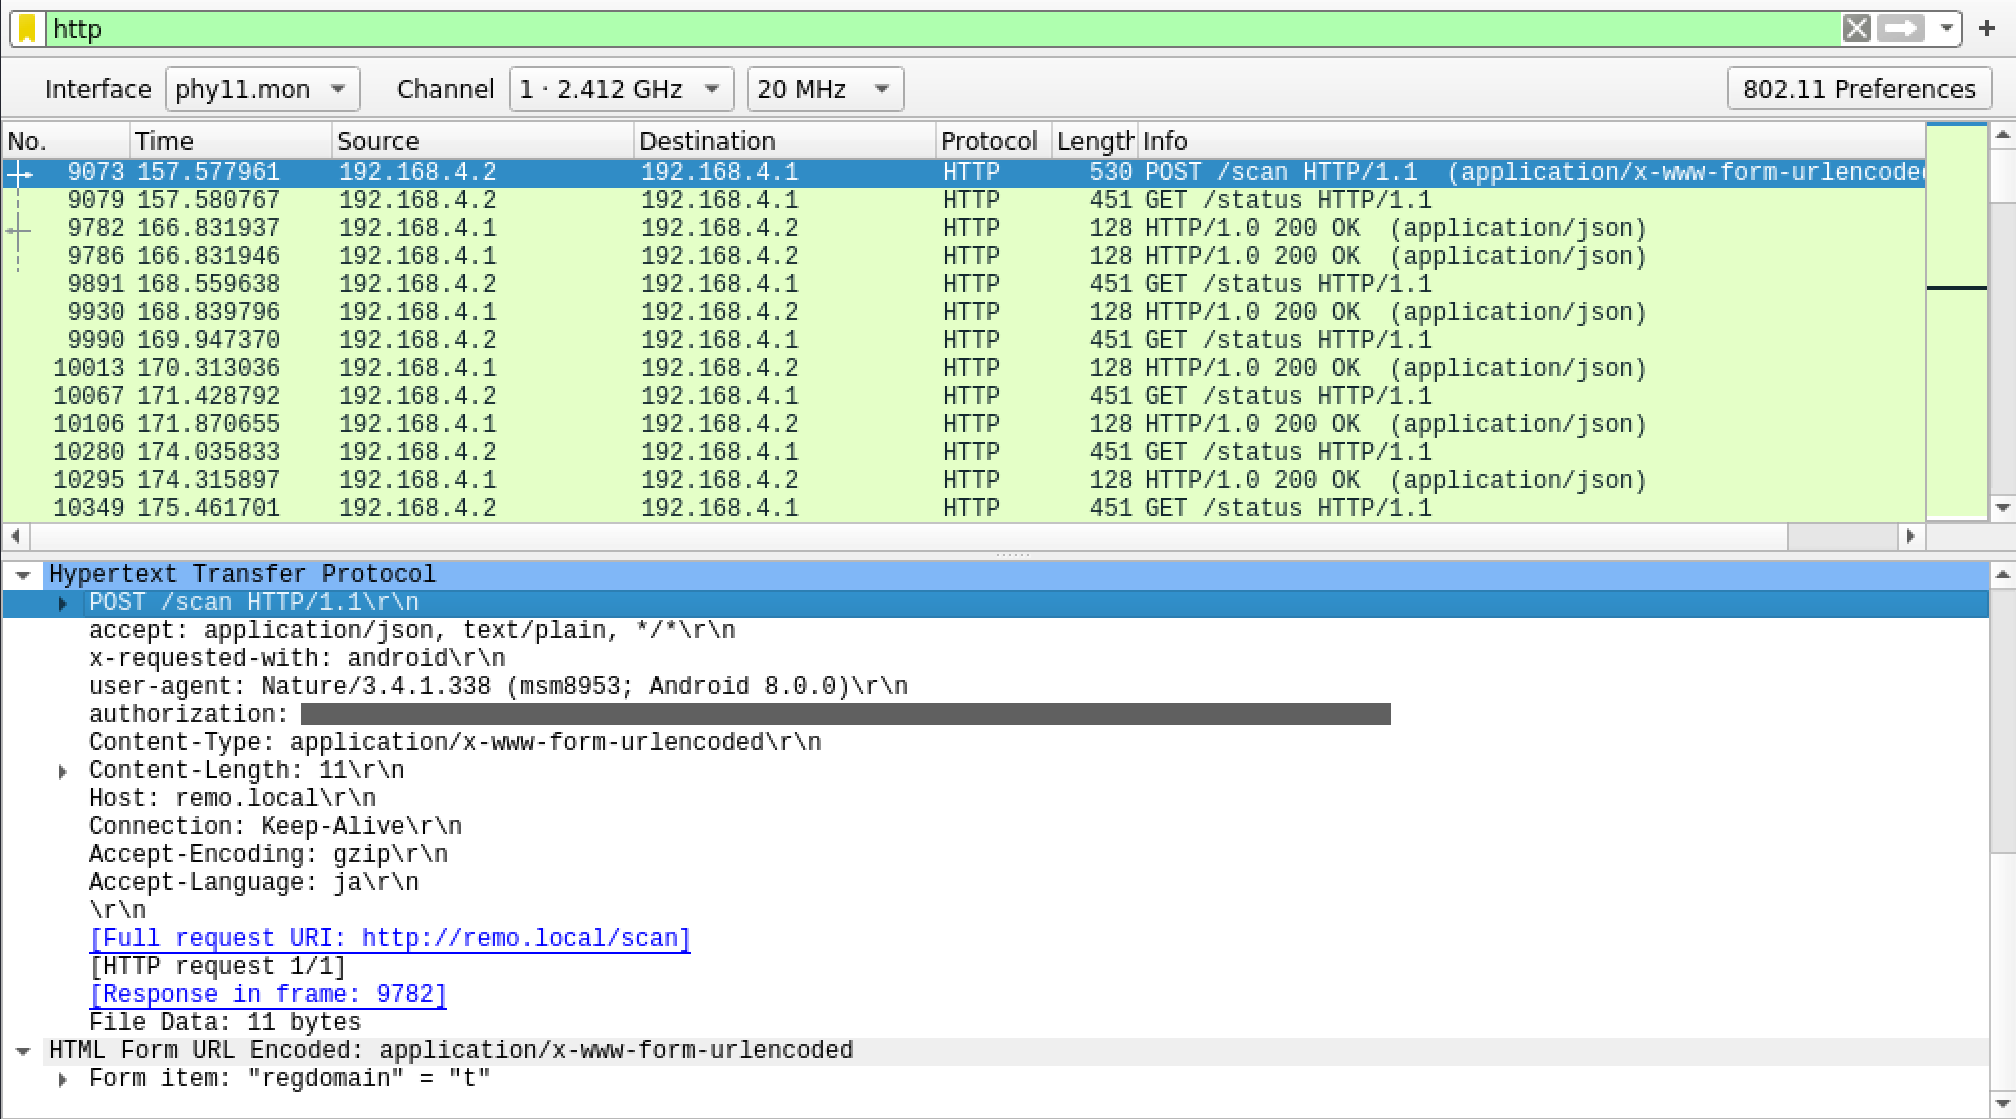 http
Interface phy11.mon Channel 1 · 2.412 GHz 20 MHz 802.11 Preferences
No. Time Source Destination Protocol Length Info
9073 157.577961 192.168.4.2 192.168.4.1 HTTP 530 POST /scan HTTP/1.1 (application/x-www-form-urlencoded
9079 157.580767 192.168.4.2 192.168.4.1 HTTP 451 GET /status HTTP/1.1
9782 166.831937 192.168.4.1 192.168.4.2 HTTP 128 HTTP/1.0 200 OK (application/json)
9786 166.831946 192.168.4.1 192.168.4.2 HTTP 128 HTTP/1.0 200 OK (application/json)
9891 168.559638 192.168.4.2 192.168.4.1 HTTP 451 GET /status HTTP/1.1
9930 168.839796 192.168.4.1 192.168.4.2 HTTP 128 HTTP/1.0 200 OK (application/json)
9990 169.947370 192.168.4.2 192.168.4.1 HTTP 451 GET /status HTTP/1.1
10013 170.313036 192.168.4.1 192.168.4.2 HTTP 128 HTTP/1.0 200 OK (application/json)
10067 171.428792 192.168.4.2 192.168.4.1 HTTP 451 GET /status HTTP/1.1
10106 171.870655 192.168.4.1 192.168.4.2 HTTP 128 HTTP/1.0 200 OK (application/json)
10280 174.035833 192.168.4.2 192.168.4.1 HTTP 451 GET /status HTTP/1.1
10295 174.315897 192.168.4.1 192.168.4.2 HTTP 128 HTTP/1.0 200 OK (application/json)
10349 175.461701 192.168.4.2 192.168.4.1 HTTP 451 GET /status HTTP/1.1
Hypertext Transfer Protocol
POST /scan HTTP/1.1\r\n
accept: application/json, text/plain, */*\r\n
x-requested-with: android\r\n
user-agent: Nature/3.4.1.338 (msm8953; Android 8.0.0)\r\n
authorization:
Content-Type: application/x-www-form-urlencoded\r\n
Content-Length: 11\r\n
Host: remo.local\r\n
Connection: Keep-Alive\r\n
Accept-Encoding: gzip\r\n
Accept-Language: ja\r\n
\r\n
[Full request URI: http://remo.local/scan]
[HTTP request 1/1]
[Response in frame: 9782]
File Data: 11 bytes
HTML Form URL Encoded: application/x-www-form-urlencoded
Form item: "regdomain" = "t"